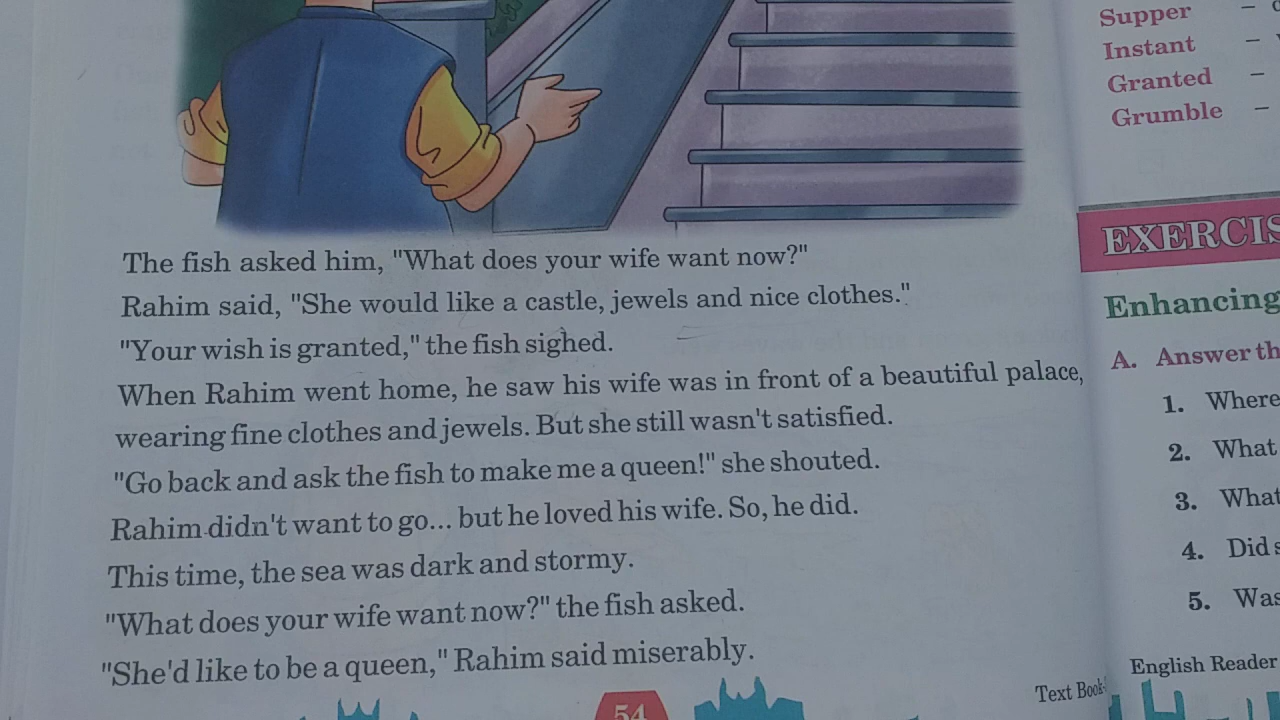 The fish asked him, "What does your wife want now?"
Rahim said, "She would like a castle, jewels and nice clothes."
"Your wish is granted," the fish sighed.
When Rahim went home, he saw his wife was in front of a beautiful palace,
wearing fine clothes and jewels. But she still wasn't satisfied.
"Go back and ask the fish to make me a queen!" she shouted.
Rahim didn't want to go... but he loved his wife. So, he did.
This time, the sea was dark and stormy.
"What does your wife want now?" the fish asked.
"She'd like to be a queen," Rahim said miserably.
54
Text Book
Supper –
Instant –
Granted –
Grumble –
Enhancing
A. Answer
1. Where
2. What
3. What
4. Did
5.
English Reader